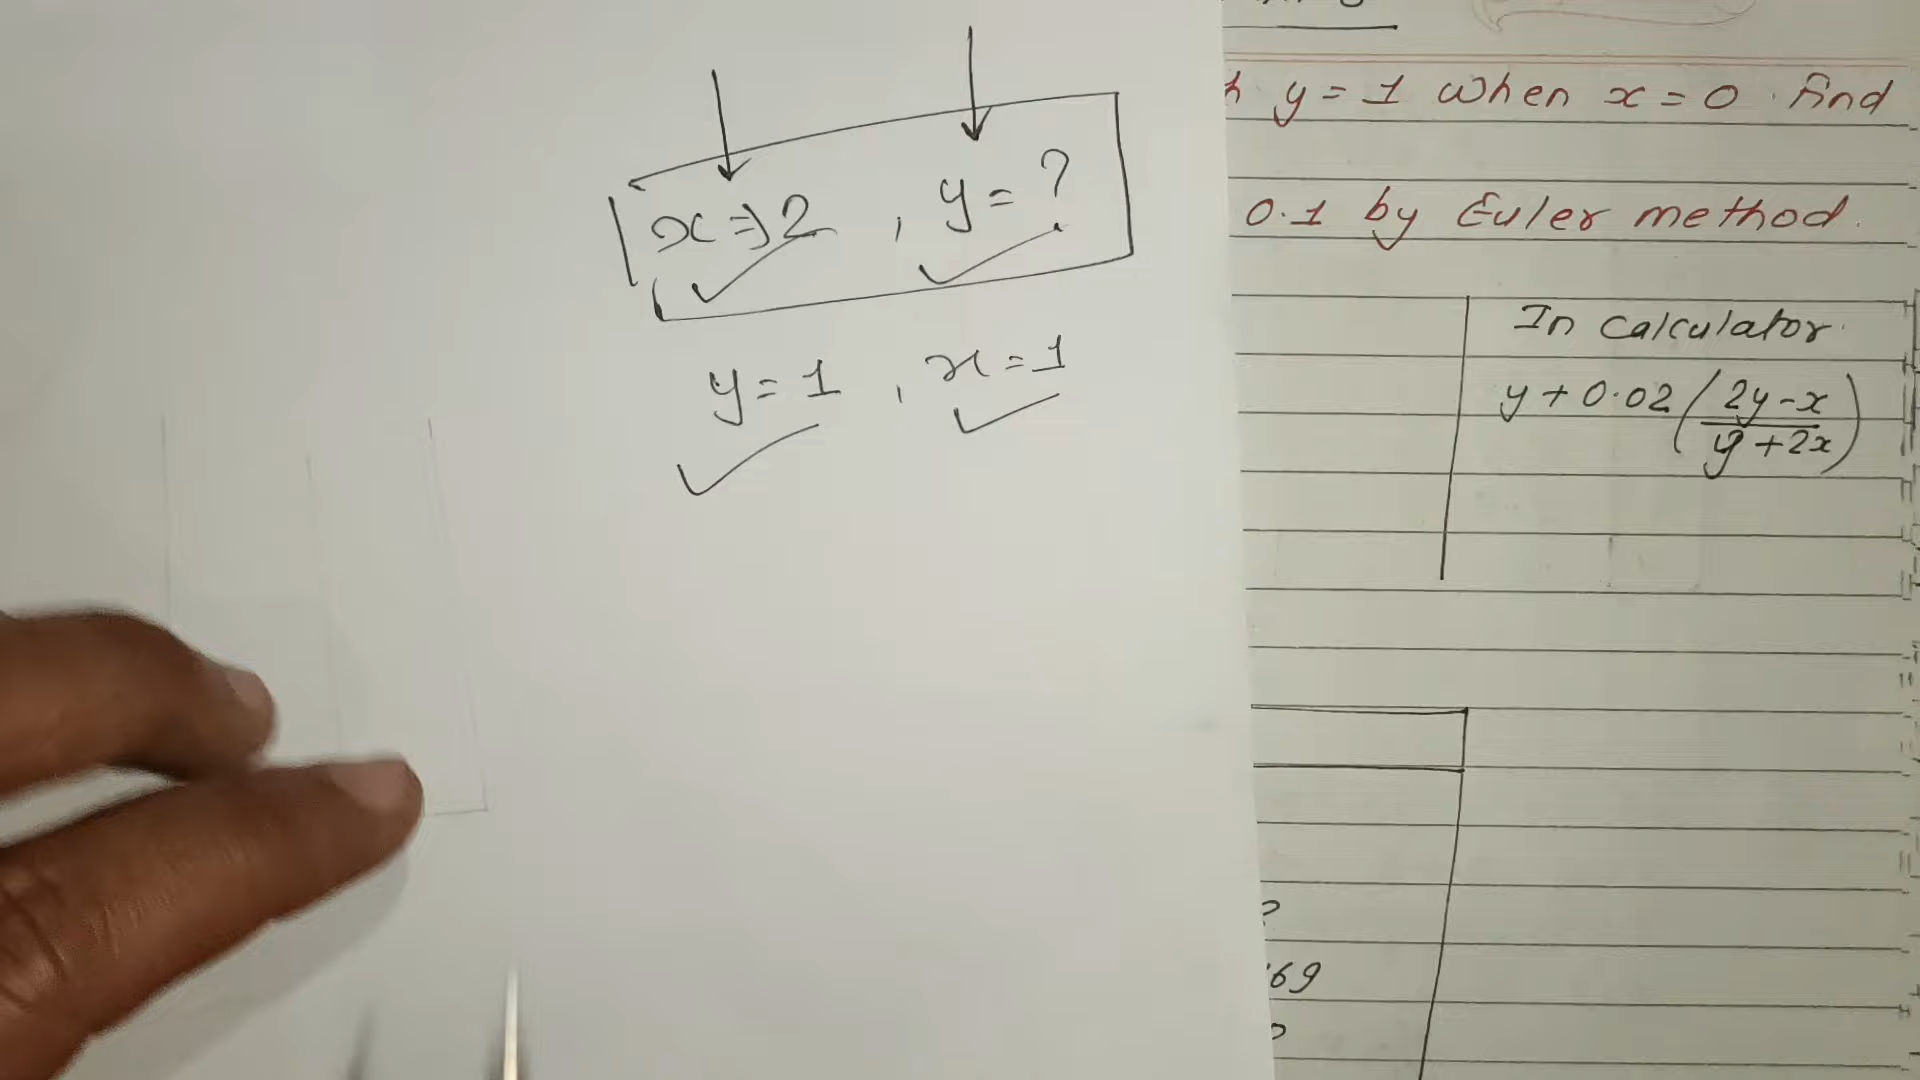 x => 2 , y = ?
y = 1 , x = 1
y = 1 when x = 0 . find
0.1 by Euler method.
In calculator.
y + 0.02 ( 2y - x / y + 2x )
69